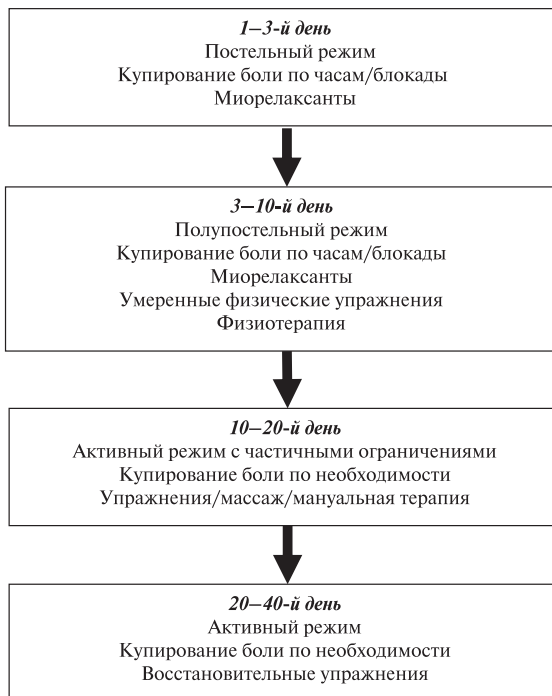 1–3-й день
Постельный режим
Купирование боли по часам/блокады
Миорелаксанты
3–10-й день
Полупостельный режим
Купирование боли по часам/блокады
Миорелаксанты
Умеренные физические упражнения
Физиотерапия
10–20-й день
Активный режим с частичными ограничениями
Купирование боли по необходимости
Упражнения/массаж/мануальная терапия
20–40-й день
Активный режим
Купирование боли по необходимости
Восстановительные упражнения